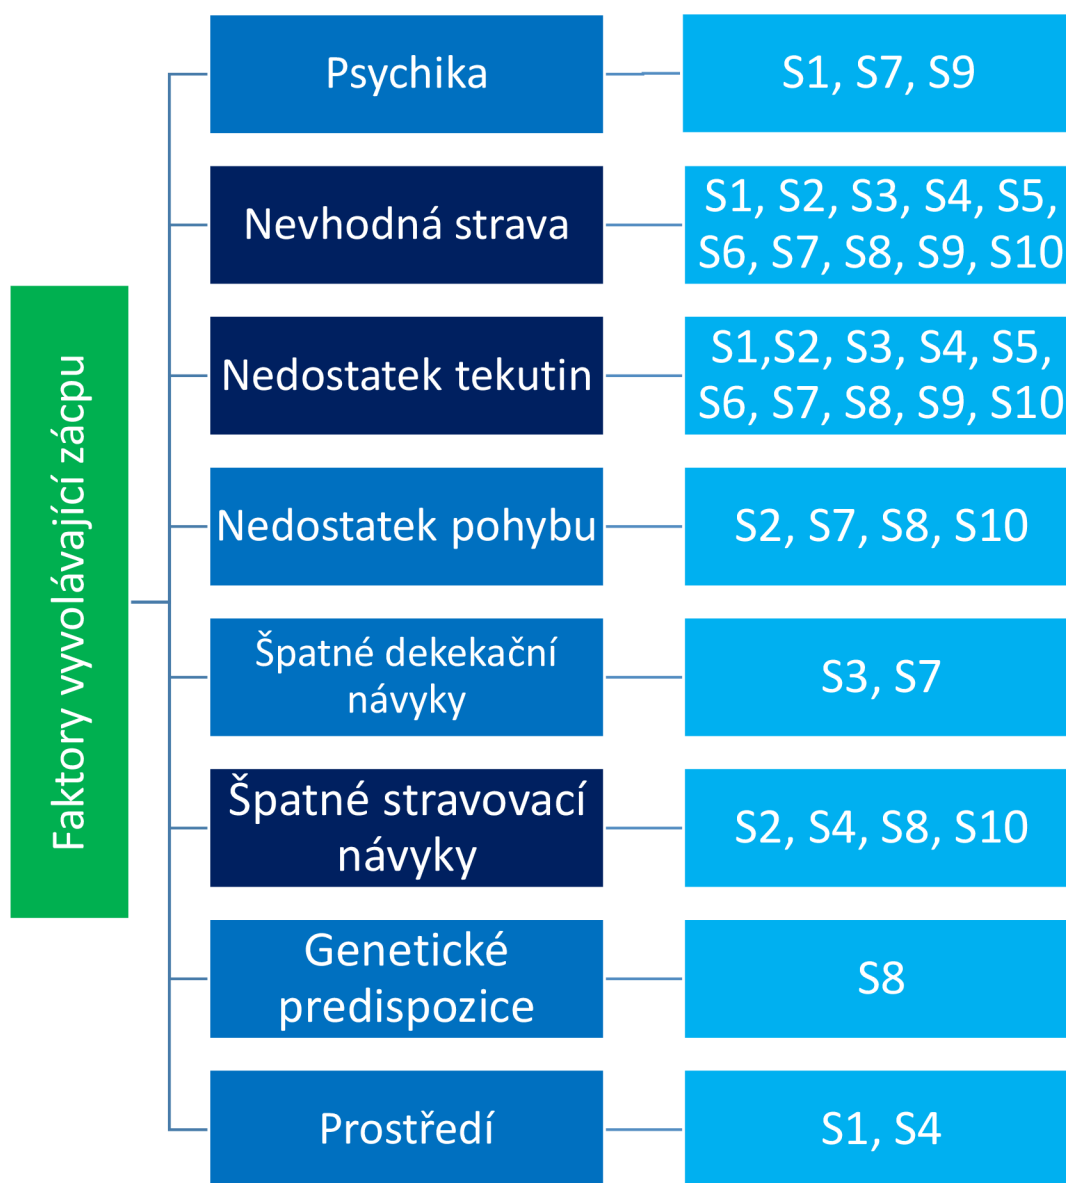 Faktory vyvolávající zácpu
Psychika
S1, S7, S9
Nevhodná strava
S1, S2, S3, S4, S5,
S6, S7, S8, S9, S10
Nedostatek tekutin
S1,S2, S3, S4, S5,
S6, S7, S8, S9, S10
Nedostatek pohybu
S2, S7, S8, S10
Špatné dekekační
návyky
S3, S7
Špatné stravovací
návyky
S2, S4, S8, S10
Genetické
predispozice
S8
Prostředí
S1, S4